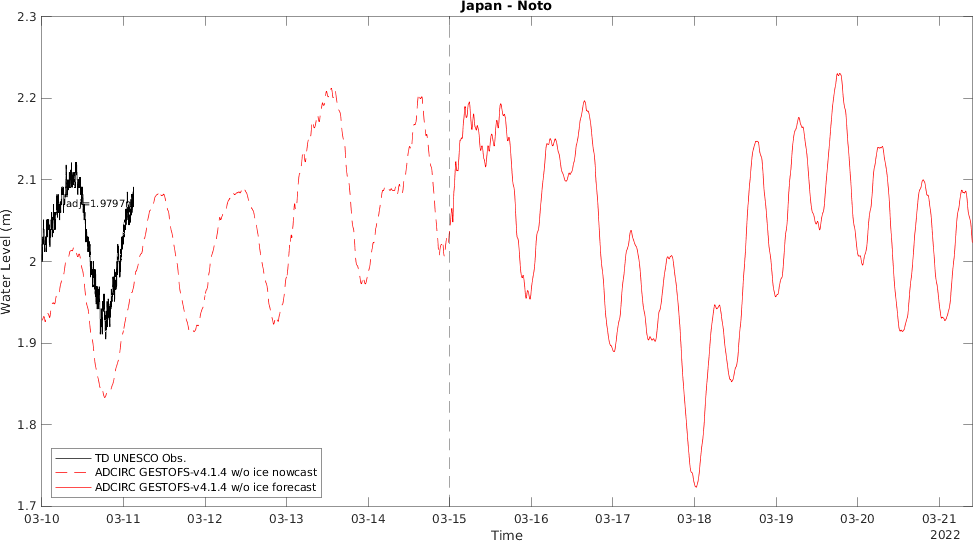 Japan - Noto
Water Level (m)
2.3
2.2
2.1
2
1.9
1.8
1.7
adj=1.9797
TD UNESCO Obs.
ADCIRC GESTOFS-v4.1.4 w/o ice nowcast
ADCIRC GESTOFS-v4.1.4 w/o ice forecast
03-10 03-11 03-12 03-13 03-14 03-15 03-16 03-17 03-18 03-19 03-20 03-21
Time
2022